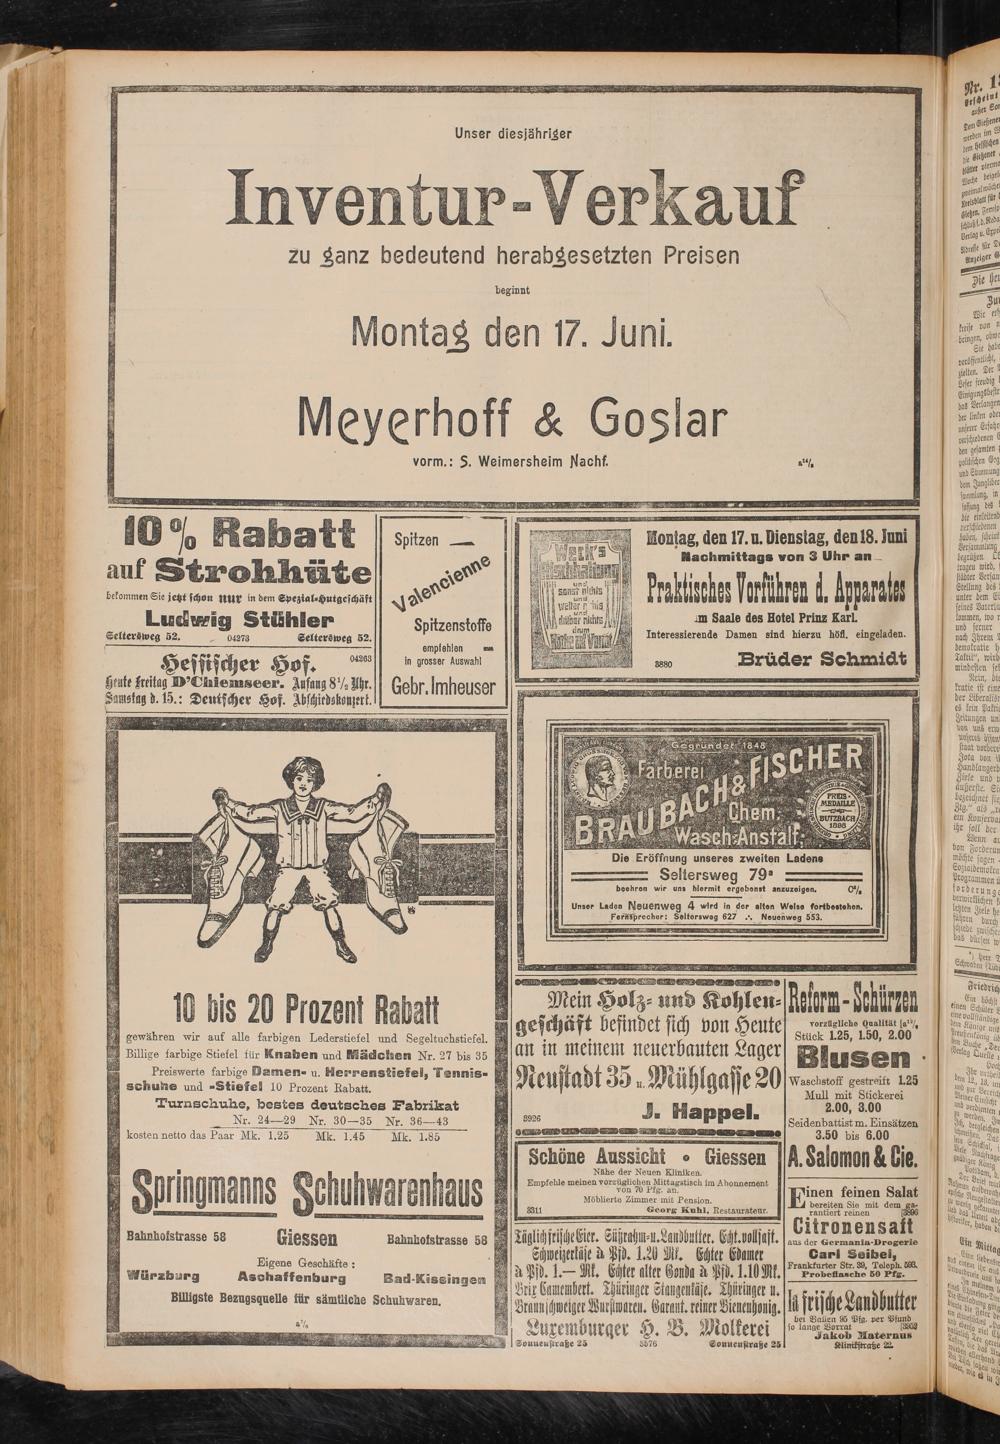 Unser diesjähriger
Inventur-Verkauf
zu ganz bedeutend herabgesetzten Preisen
beginnt
Montag den 17. Juni.
Meyerhoff & Goslar
vorm.: S. Weimersheim Nachf.
10% Rabatt
auf Strohhüte
bekommen Sie jetzt schon nur in dem Spezial-Hutgeschäft
Ludwig Stühler
Seltersweg 52. 04273 Seltersweg 52.
Hessischer Hof. 04263
Heute Freitag D'Chiemseer. Anfang 8½ Uhr.
Samstag d. 15.: Deutscher Hof. Abschiedskonzert.
Spitzen —
Valencienne
Spitzenstoffe
empfehlen
in grosser Auswahl
Gebr. Imheuser
Weck's
Frischhaltung
und
sonst nichts
und
weiter nichts
und
Montag, den 17. u. Dienstag, den 18. Juni
Nachmittags von 3 Uhr an
Praktisches Vorführen d. Apparates
im Saale des Hotel Prinz Karl.
Interessierende Damen sind hierzu höfl. eingeladen.
3880 Brüder Schmidt
Gegründet 1848
Färberei
BRAUBACH & FISCHER
Chem.
Wasch-Anstalt.
PREIS-
MEDAILLE
BUTZBACH
Die Eröffnung unseres zweiten Ladens
Seltersweg 79a
beehren wir uns hiermit ergebenst anzuzeigen.
Unser Laden Neuenweg 4 wird in der alten Weise fortbestehen.
Fernsprecher: Seltersweg 627 ∴ Neuenweg 553.
10 bis 20 Prozent Rabatt
gewähren wir auf alle farbigen Lederstiefel und Segeltuchstiefel.
Billige farbige Stiefel für Knaben und Mädchen Nr. 27 bis 35
Preiswerte farbige Damen- u. Herrenstiefel, Tennis-
schuhe und -Stiefel 10 Prozent Rabatt.
Turnschuhe, bestes deutsches Fabrikat
Nr. 24—29 Nr. 30—35 Nr. 36—43
kosten netto das Paar Mk. 1.25 Mk. 1.45 Mk. 1.85
Springmanns Schuhwarenhaus
Bahnhofstrasse 58 Giessen Bahnhofstrasse 58
Eigene Geschäfte:
Würzburg Aschaffenburg Bad-Kissingen
Billigste Bezugsquelle für sämtliche Schuhwaren.
Mein Holz- und Kohlen-
geschäft befindet sich von Heute
an in meinem neuerbauten Lager
Neustadt 35 u. Mühlgasse 20
3926 J. Happel.
Schöne Aussicht • Giessen
Nähe der Neuen Kliniken.
Empfehle meinen vorzüglichen Mittagstisch im Abonnement
von 70 Pfg. an.
Möblierte Zimmer mit Pension.
3311 Georg Kuhl, Restaurateur.
Täglich frische Eier. Süßrahm-u. Landbutter. Echt. vollsaft.
Schweizerkäse à Pfd. 1.20 Mk. Echter Edamer
à Pfd. 1.— Mk. Echter alter Gouda à Pfd. 1.10 Mk.
Brie Camembert. Thüringer Stangenkäse. Thüringer u.
Braunschweiger Wurstwaren. Garant. reiner Bienenhonig.
Luxemburger H. B. Molkerei
Sonnenstraße 25 3576 Sonnenstraße 25
Reform-Schürzen
vorzügliche Qualität
Stück 1.25, 1.50, 2.00
Blusen
Waschstoff gestreift 1.25
Mull mit Stickerei
2.00, 3.00
Seidenbattist m. Einsätzen
3.50 bis 6.00
A. Salomon & Cie.
Einen feinen Salat
bereiten Sie mit dem ga-
rantiert reinen
Citronensaft
aus der Germania-Drogerie
Carl Seibel,
Frankfurter Str. 39, Teleph. 593.
Probeflasche 50 Pfg.
Ia frische Landbutter
bei Ballen 95 Pfg. per Pfund
so lange Vorrat
Jakob Maternus